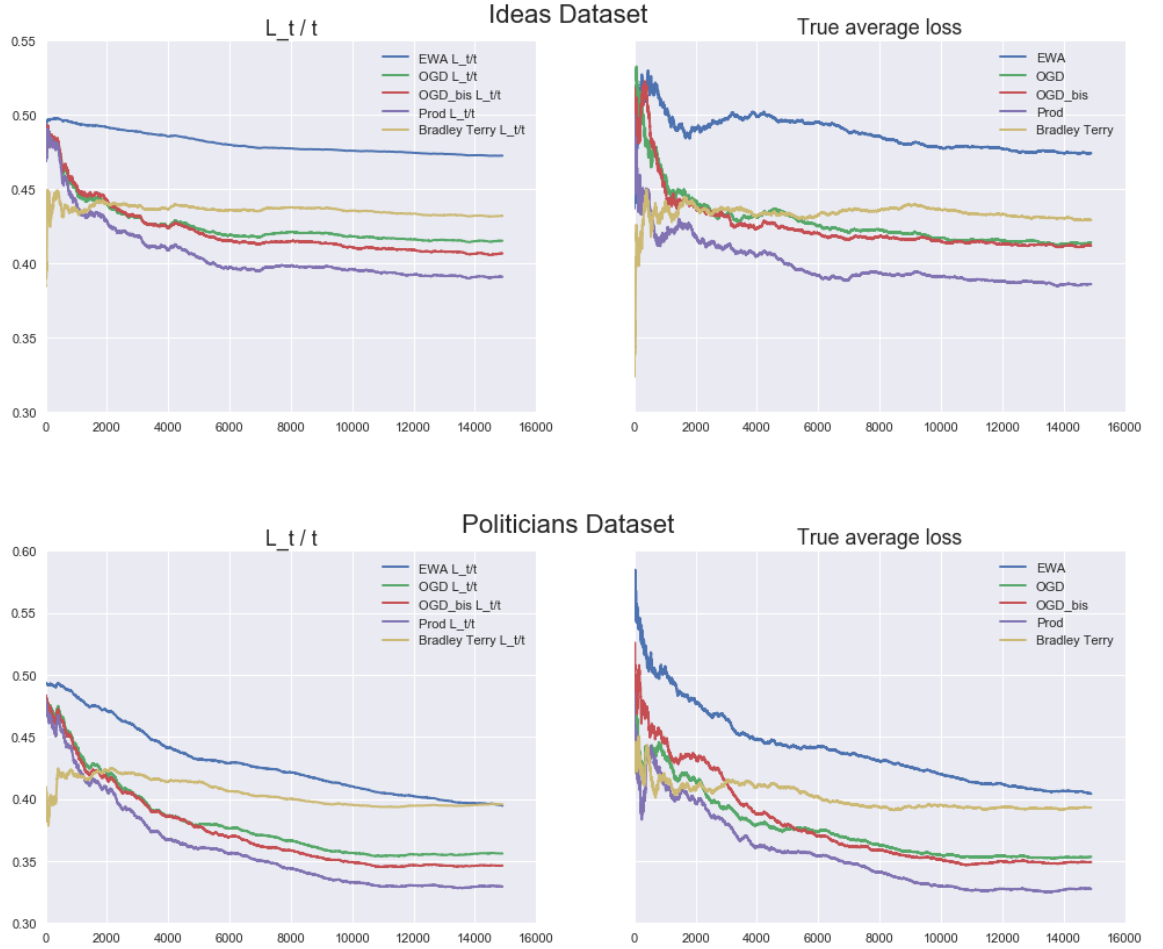 Ideas Dataset
L_t / t
True average loss
0.55
0.50
0.45
0.40
0.35
0.30
EWA L_t/t
OGD L_t/t
OGD_bis L_t/t
Prod L_t/t
Bradley Terry L_t/t
EWA
OGD
OGD_bis
Prod
Bradley Terry
0 2000 4000 6000 8000 10000 12000 14000 16000
0 2000 4000 6000 8000 10000 12000 14000 16000
Politicians Dataset
L_t / t
True average loss
0.60
0.55
0.50
0.45
0.40
0.35
0.30
EWA L_t/t
OGD L_t/t
OGD_bis L_t/t
Prod L_t/t
Bradley Terry L_t/t
EWA
OGD
OGD_bis
Prod
Bradley Terry
0 2000 4000 6000 8000 10000 12000 14000 16000
0 2000 4000 6000 8000 10000 12000 14000 16000